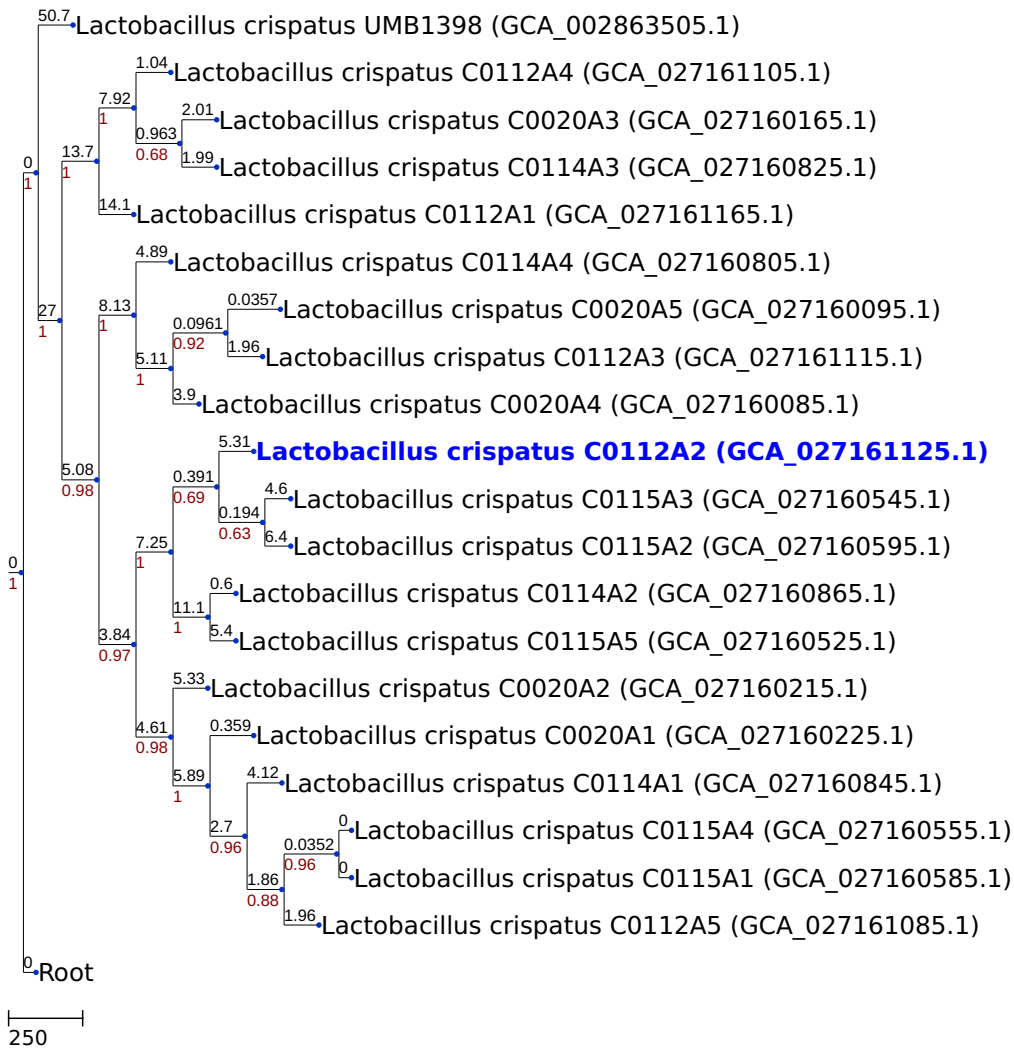 50.7
Lactobacillus crispatus UMB1398 (GCA_002863505.1)
1.04
Lactobacillus crispatus C0112A4 (GCA_027161105.1)
7.92
1
2.01
Lactobacillus crispatus C0020A3 (GCA_027160165.1)
0.963
0.68
13.7
1
0
1
1.99
Lactobacillus crispatus C0114A3 (GCA_027160825.1)
14.1
Lactobacillus crispatus C0112A1 (GCA_027161165.1)
4.89
Lactobacillus crispatus C0114A4 (GCA_027160805.1)
27
1
8.13
1
0.0357
Lactobacillus crispatus C0020A5 (GCA_027160095.1)
0.0961
0.92
1.96
Lactobacillus crispatus C0112A3 (GCA_027161115.1)
5.11
1
3.9
Lactobacillus crispatus C0020A4 (GCA_027160085.1)
5.31
Lactobacillus crispatus C0112A2 (GCA_027161125.1)
5.08
0.98
0.391
0.69
4.6
Lactobacillus crispatus C0115A3 (GCA_027160545.1)
0.194
0.63
6.4
Lactobacillus crispatus C0115A2 (GCA_027160595.1)
7.25
1
0
1
0.6
Lactobacillus crispatus C0114A2 (GCA_027160865.1)
11.1
1
5.4
Lactobacillus crispatus C0115A5 (GCA_027160525.1)
3.84
0.97
5.33
Lactobacillus crispatus C0020A2 (GCA_027160215.1)
4.61
0.98
0.359
Lactobacillus crispatus C0020A1 (GCA_027160225.1)
5.89
1
4.12
Lactobacillus crispatus C0114A1 (GCA_027160845.1)
2.7
0.96
0
Lactobacillus crispatus C0115A4 (GCA_027160555.1)
0.0352
0.96
0
Lactobacillus crispatus C0115A1 (GCA_027160585.1)
1.86
0.88
1.96
Lactobacillus crispatus C0112A5 (GCA_027161085.1)
0
Root
250